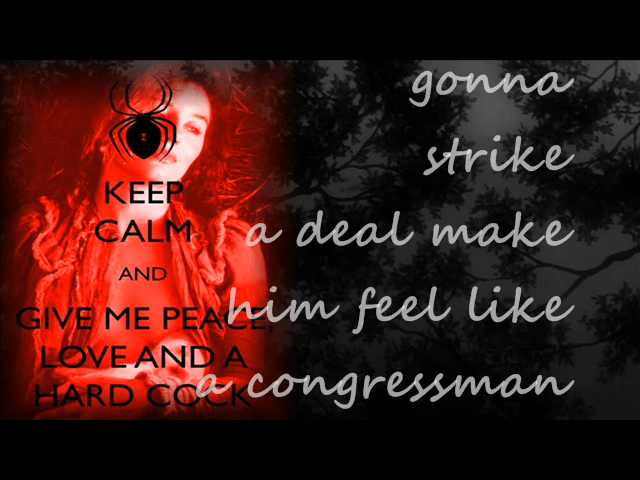 KEEP
CALM
AND
GIVE ME PEACE,
LOVE AND A
HARD COCK
gonna
strike
a deal make
him feel like
a congressman